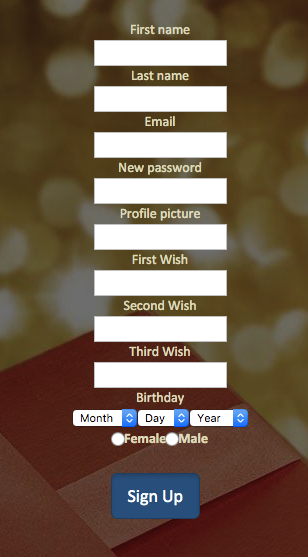 First name
Last name
Email
New password
Profile picture
First Wish
Second Wish
Third Wish
Birthday
Month Day Year
Female Male
Sign Up